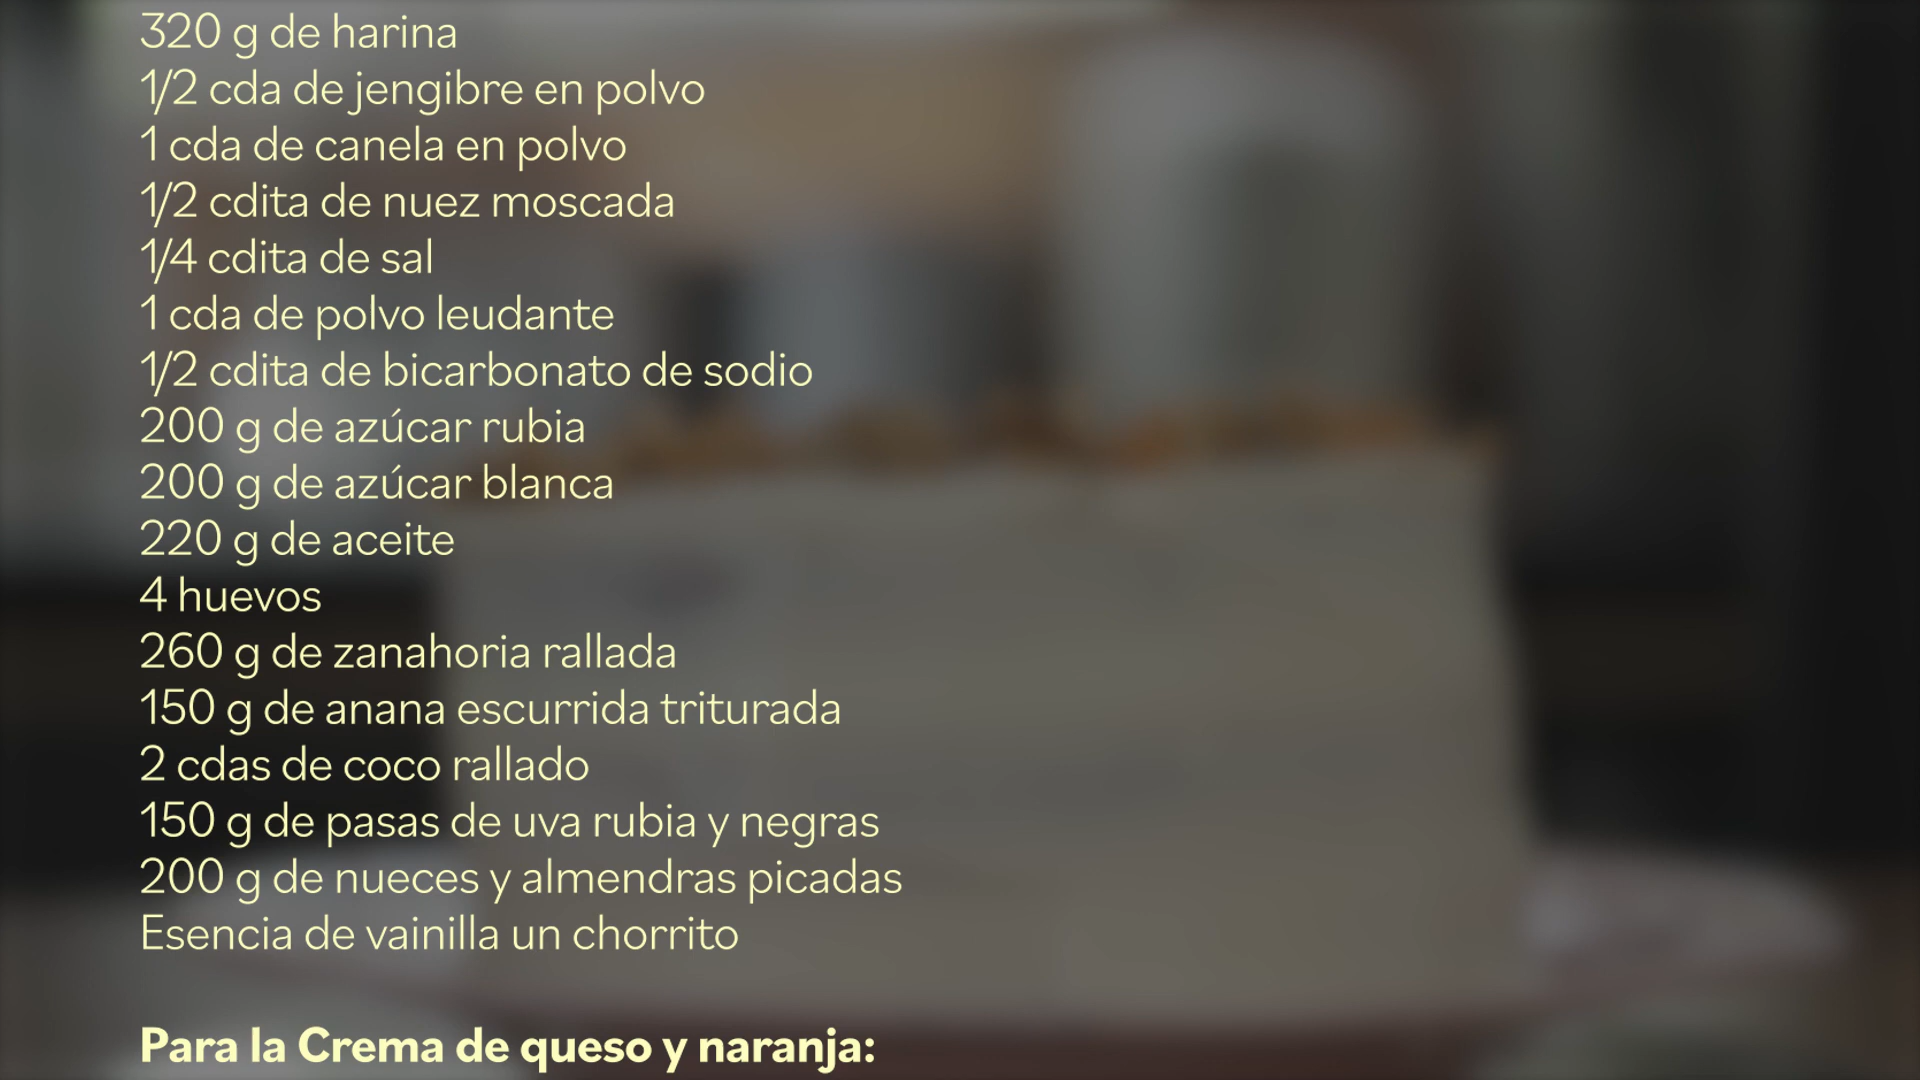 320 g de harina
1/2 cda de jengibre en polvo
1 cda de canela en polvo
1/2 cdita de nuez moscada
1/4 cdita de sal
1 cda de polvo leudante
1/2 cdita de bicarbonato de sodio
200 g de azúcar rubia
200 g de azúcar blanca
220 g de aceite
4 huevos
260 g de zanahoria rallada
150 g de anana escurrida triturada
2 cdas de coco rallado
150 g de pasas de uva rubia y negras
200 g de nueces y almendras picadas
Esencia de vainilla un chorrito
Para la Crema de queso y naranja: